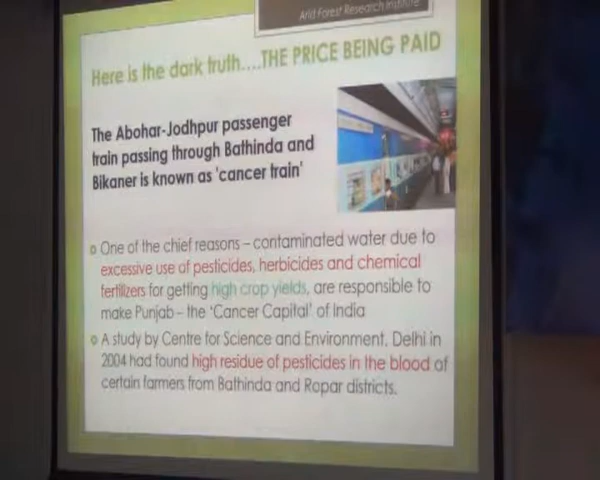 Arid Forest Research Institute
Here is the dark truth....THE PRICE BEING PAID
The Abohar-Jodhpur passenger
train passing through Bathinda and
Bikaner is known as 'cancer train'
One of the chief reasons – contaminated water due to
excessive use of pesticides, herbicides and chemical
fertilizers for getting high crop yields, are responsible to
make Punjab – the 'Cancer Capital' of India
A study by Centre for Science and Environment. Delhi in
2004 had found high residue of pesticides in the blood of
certain farmers from Bathinda and Ropar districts.